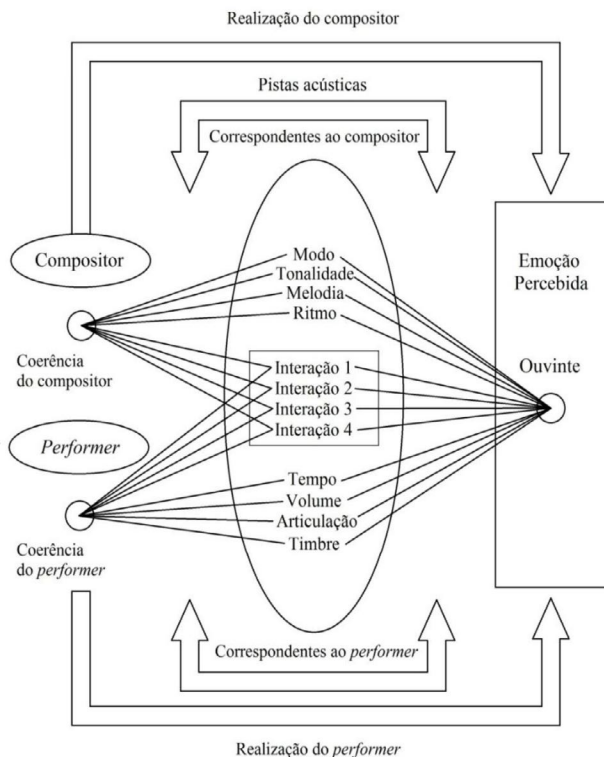 Realização do compositor
Pistas acústicas
Correspondentes ao compositor
Compositor
Coerência
do compositor
Performer
Coerência
do performer
Modo
Tonalidade
Melodia
Ritmo
Interação 1
Interação 2
Interação 3
Interação 4
Tempo
Volume
Articulação
Timbre
Emoção
Percebida
Ouvinte
Correspondentes ao performer
Realização do performer